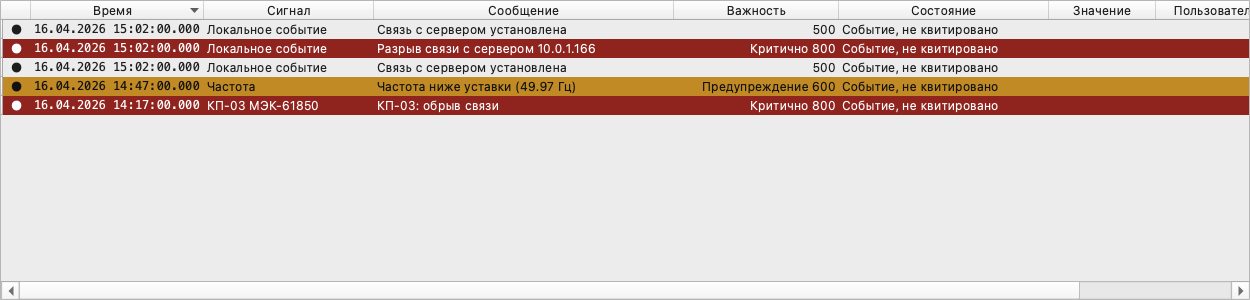 Время Сигнал Сообщение Важность Состояние Значение Пользовател
16.04.2026 15:02:00.000 Локальное событие Связь с сервером установлена 500 Событие, не квитировано
16.04.2026 15:02:00.000 Локальное событие Разрыв связи с сервером 10.0.1.166 Критично 800 Событие, не квитировано
16.04.2026 15:02:00.000 Локальное событие Связь с сервером установлена 500 Событие, не квитировано
16.04.2026 14:47:00.000 Частота Частота ниже уставки (49.97 Гц) Предупреждение 600 Событие, не квитировано
16.04.2026 14:17:00.000 КП-03 МЭК-61850 КП-03: обрыв связи Критично 800 Событие, не квитировано